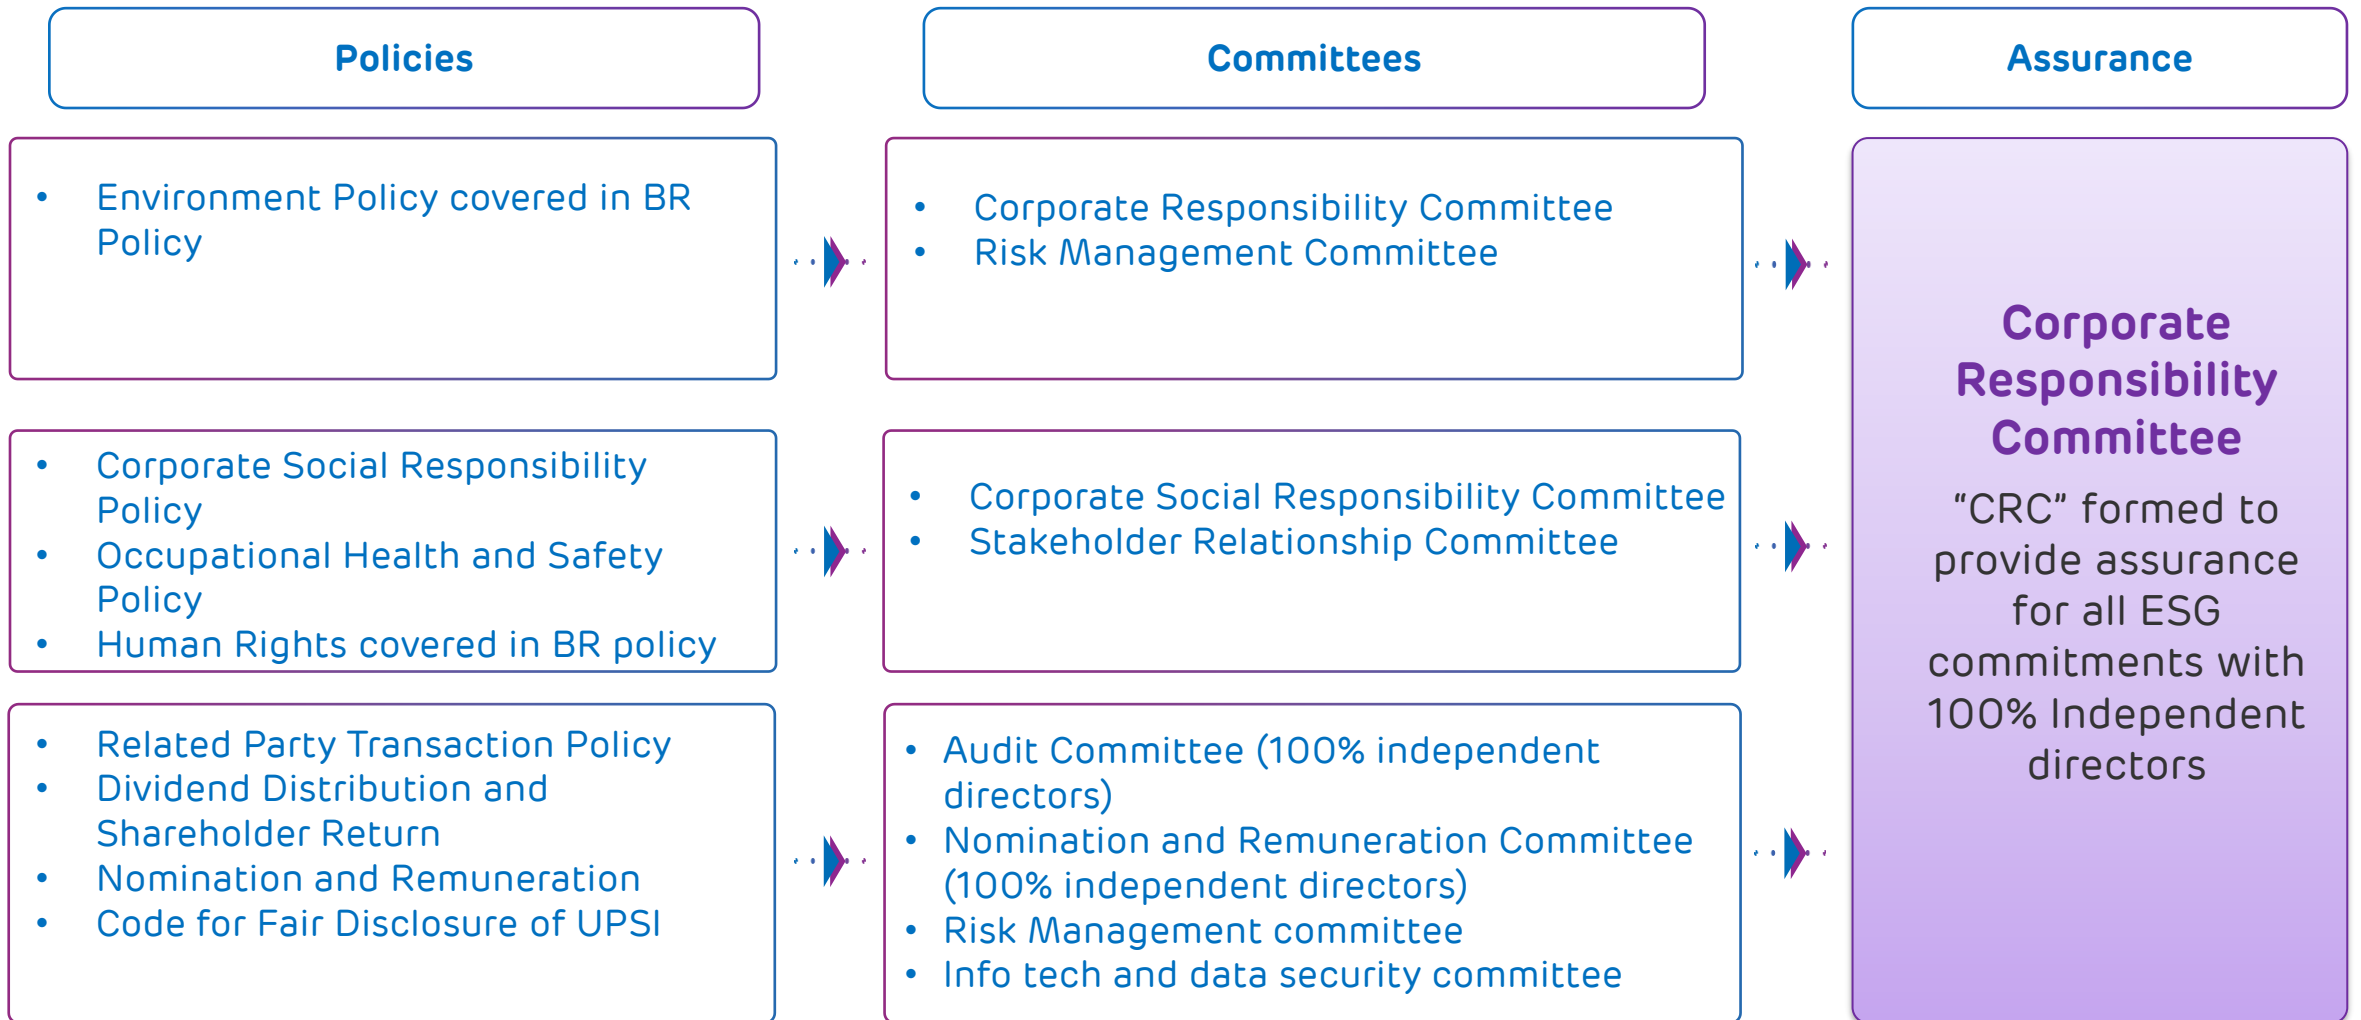 Policies
Committees
Assurance
• Environment Policy covered in BR
Policy
• Corporate Responsibility Committee
• Risk Management Committee
• Corporate Social Responsibility
Policy
• Occupational Health and Safety
Policy
• Human Rights covered in BR policy
• Corporate Social Responsibility Committee
• Stakeholder Relationship Committee
• Related Party Transaction Policy
• Dividend Distribution and
Shareholder Return
• Nomination and Remuneration
• Code for Fair Disclosure of UPSI
• Audit Committee (100% independent
directors)
• Nomination and Remuneration Committee
(100% independent directors)
• Risk Management committee
• Info tech and data security committee
Corporate
Responsibility
Committee
“CRC” formed to
provide assurance
for all ESG
commitments with
100% Independent
directors